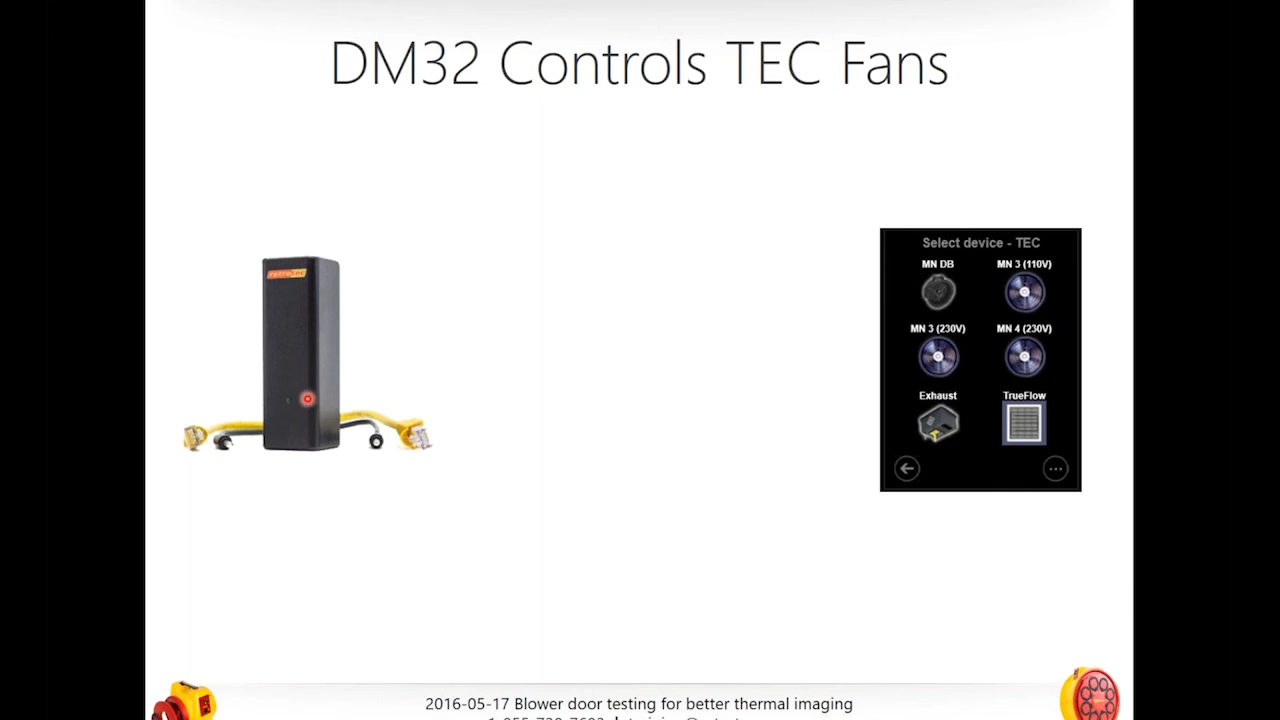 DM32 Controls TEC Fans
retrotec
Select device - TEC
MN DB
MN 3 (110V)
MN 3 (230V)
MN 4 (230V)
Exhaust
TrueFlow
2016-05-17 Blower door testing for better thermal imaging